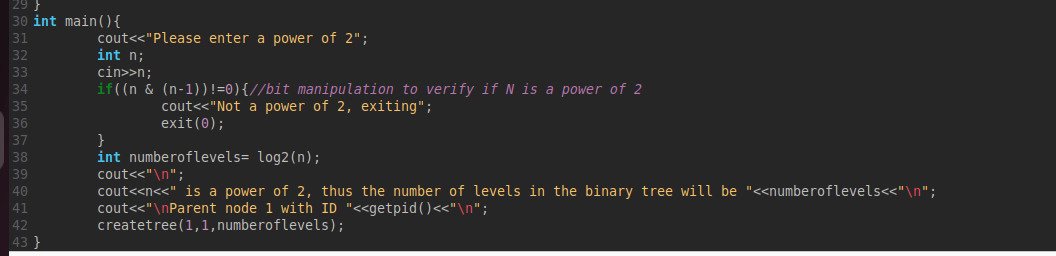 29 }
30 int main(){
31 cout<<"Please enter a power of 2";
32 int n;
33 cin>>n;
34 if((n & (n-1))!=0){//bit manipulation to verify if N is a power of 2
35 cout<<"Not a power of 2, exiting";
36 exit(0);
37 }
38 int numberoflevels= log2(n);
39 cout<<"\n";
40 cout<<n<<" is a power of 2, thus the number of levels in the binary tree will be "<<numberoflevels<<"\n";
41 cout<<"\nParent node 1 with ID "<<getpid()<<"\n";
42 createtree(1,1,numberoflevels);
43 }